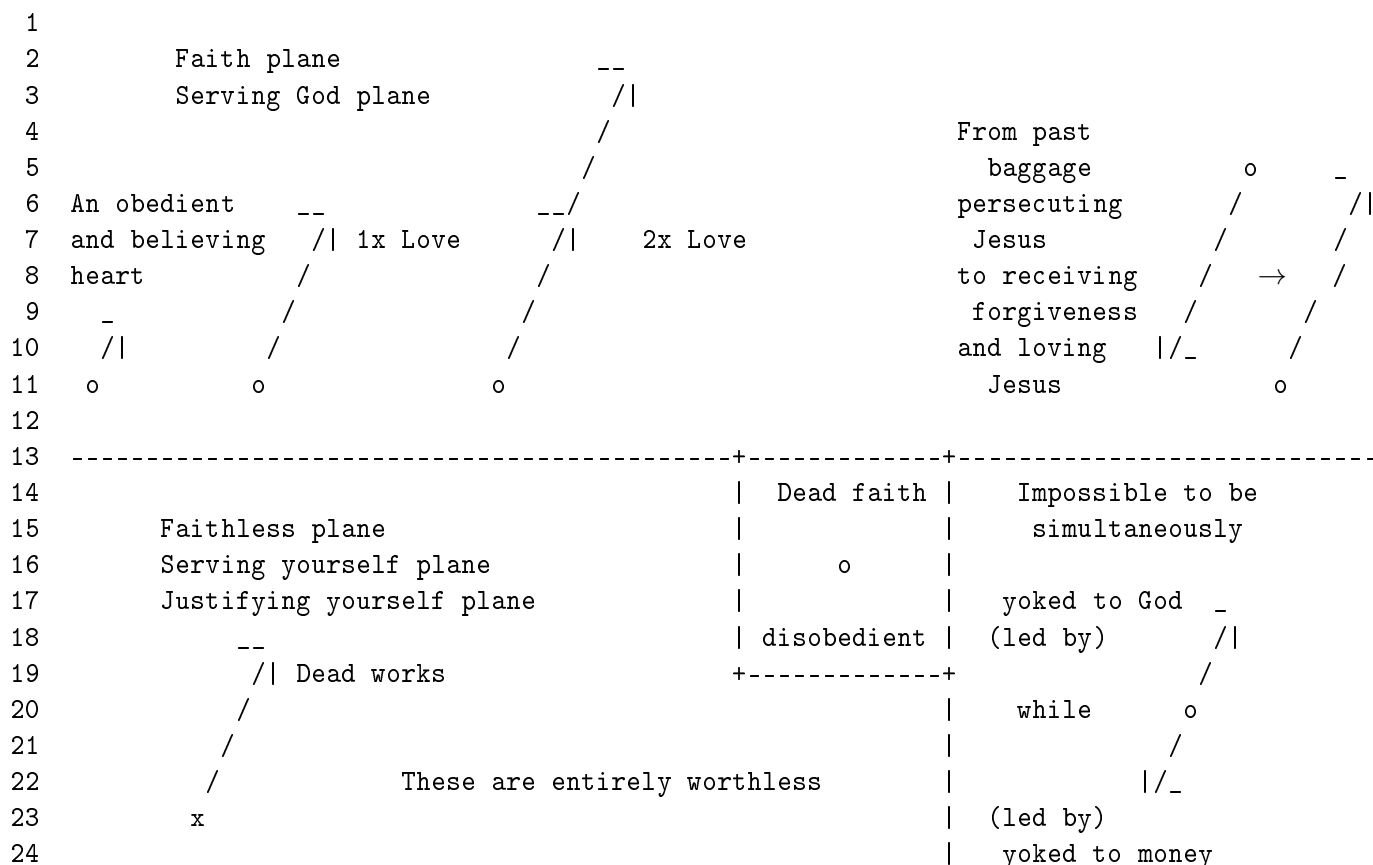 1
2 Faith plane __
3 Serving God plane /|
4 / From past
5 / baggage o _
6 An obedient __ __/ persecuting / /|
7 and believing /| 1x Love /| 2x Love Jesus / /
8 heart / / to receiving / → /
9 _ / / forgiveness / /
10 /| / / and loving |/_ /
11 o o o Jesus o
12
13 --------------------------------------------+-------------+----------------------------
14 | Dead faith | Impossible to be
15 Faithless plane | | simultaneously
16 Serving yourself plane | o |
17 Justifying yourself plane | | yoked to God _
18 __ | disobedient | (led by) /|
19 /| Dead works +-------------+ /
20 / | while o
21 / | /
22 / These are entirely worthless | |/_
23 x | (led by)
24 | yoked to money